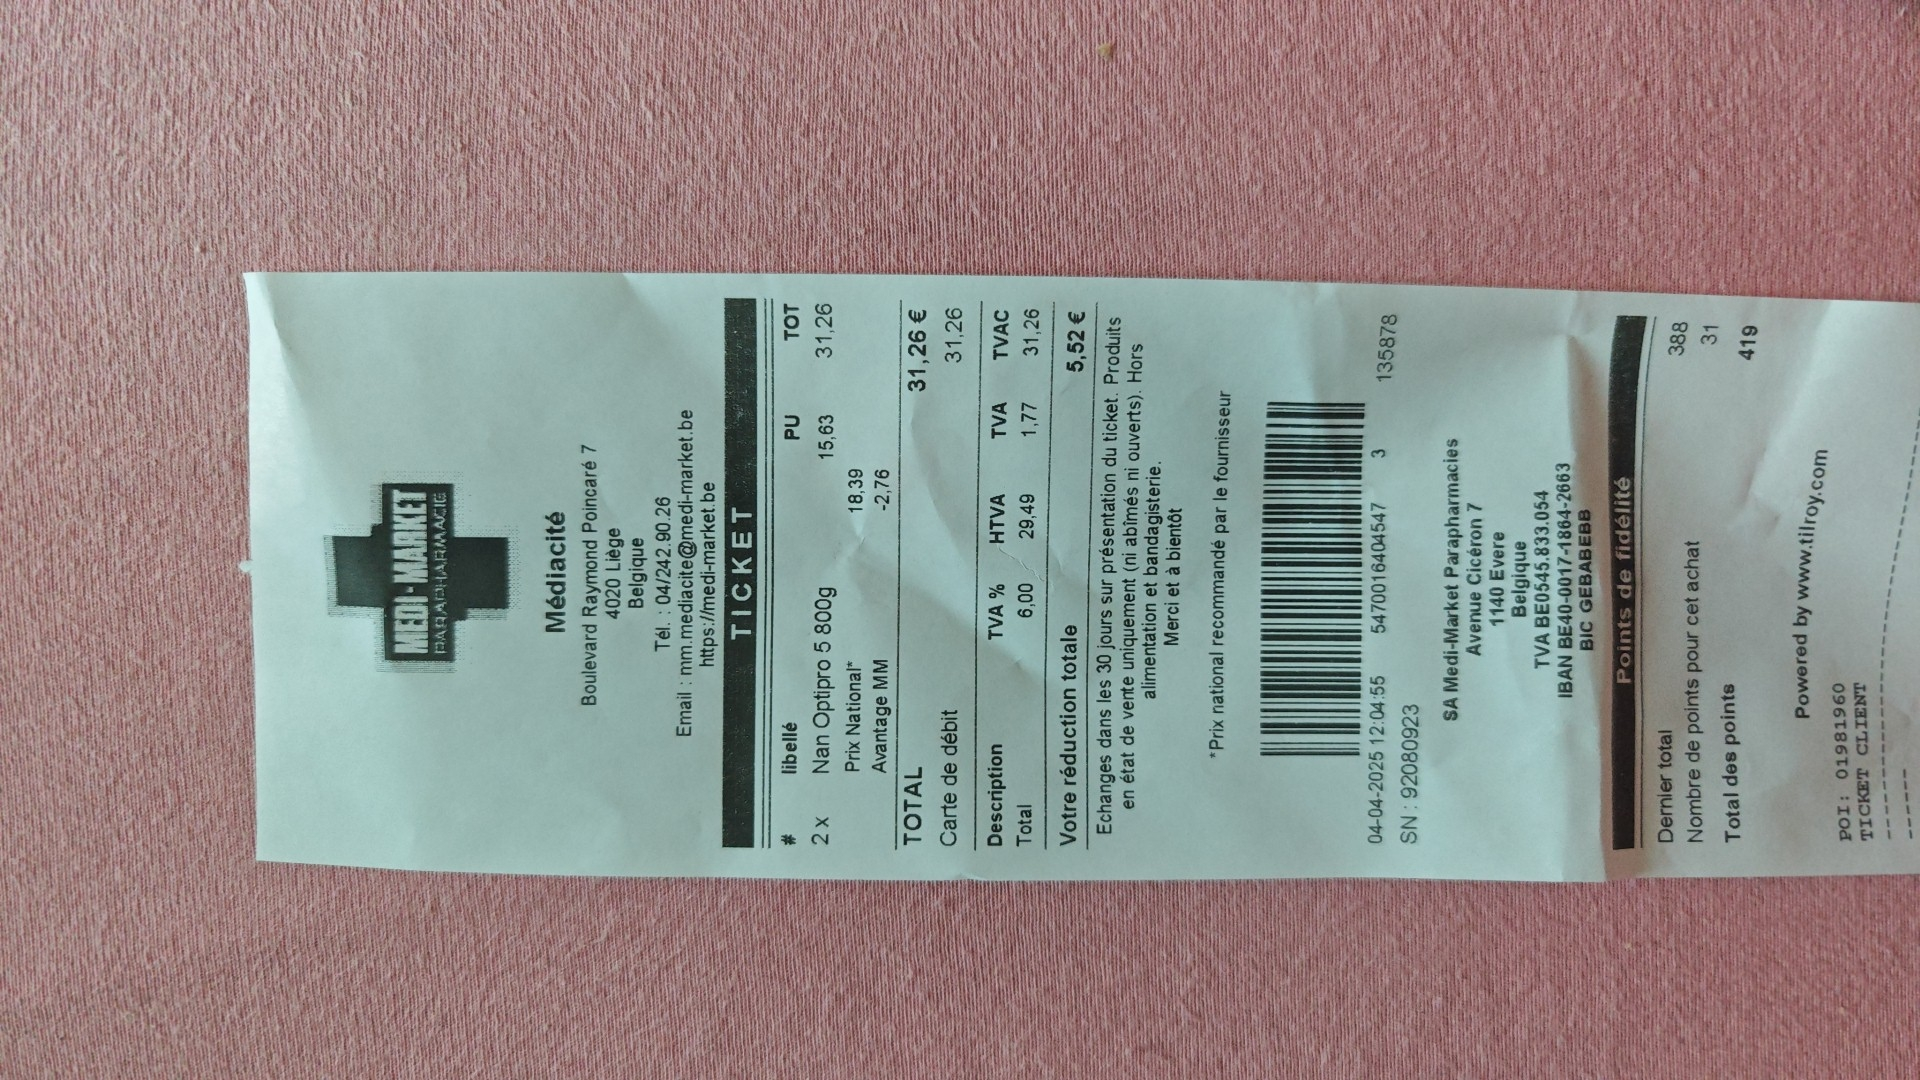 MEDI-MARKET
PARAPHARMACIE
Médiacité
Boulevard Raymond Poincaré 7
4020 Liège
Belgique
Tél. : 04/242.90.26
Email : mm.mediacite@medi-market.be
https://medi-market.be
TICKET
# libellé PU TOT
2 x Nan Optipro 5 800g 15,63 31,26
Prix National* 18,39
Avantage MM -2,76
TOTAL 31,26 €
Carte de débit 31,26
Description TVA % HTVA TVA TVAC
Total 6,00 29,49 1,77 31,26
Votre réduction totale 5,52 €
Echanges dans les 30 jours sur présentation du ticket. Produits
en état de vente uniquement (ni abîmés ni ouverts). Hors
alimentation et bandagisterie.
Merci et à bientôt
*Prix national recommandé par le fournisseur
04-04-2025 12:04:55 5470016404547 3 135878
SN : 92080923
SA Medi-Market Parapharmacies
Avenue Cicéron 7
1140 Evere
Belgique
TVA BE0545.833.054
IBAN BE40-0017-1864-2663
BIC GEBABEBB
Points de fidélité
Dernier total 388
Nombre de points pour cet achat 31
Total des points 419
Powered by www.tilroy.com
POI: 01981960
TICKET CLIENT